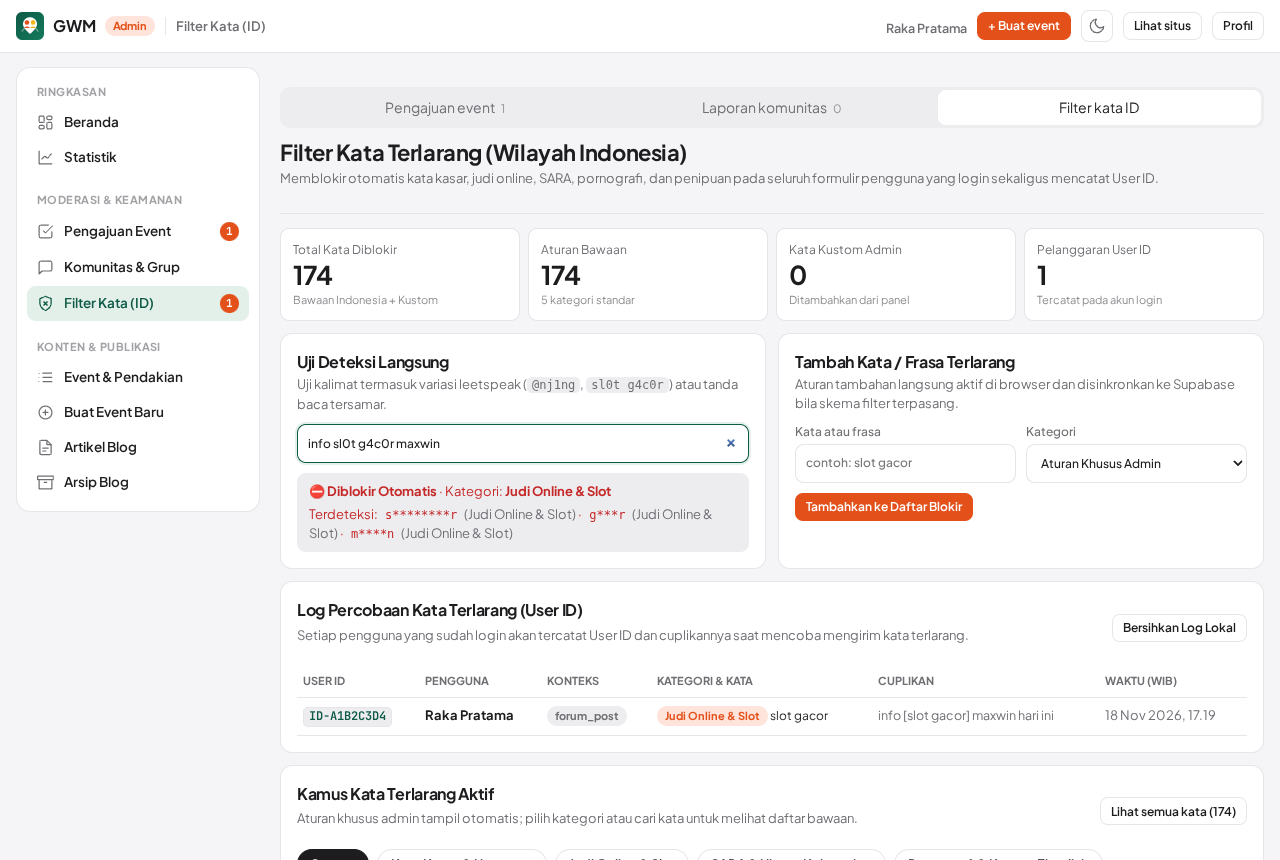 GWM Admin Filter Kata (ID)
Raka Pratama + Buat event Lihat situs Profil
RINGKASAN
Beranda
Statistik
MODERASI & KEAMANAN
Pengajuan Event 1
Komunitas & Grup
Filter Kata (ID) 1
KONTEN & PUBLIKASI
Event & Pendakian
Buat Event Baru
Artikel Blog
Arsip Blog
Pengajuan event 1 Laporan komunitas 0 Filter kata ID
Filter Kata Terlarang (Wilayah Indonesia)
Memblokir otomatis kata kasar, judi online, SARA, pornografi, dan penipuan pada seluruh formulir pengguna yang login sekaligus mencatat User ID.
Total Kata Diblokir
174
Bawaan Indonesia + Kustom
Aturan Bawaan
174
5 kategori standar
Kata Kustom Admin
0
Ditambahkan dari panel
Pelanggaran User ID
1
Tercatat pada akun login
Uji Deteksi Langsung
Uji kalimat termasuk variasi leetspeak (@nj1ng, sl0t g4c0r) atau tanda
baca tersamar.
info sl0t g4c0r maxwin ×
⛔ Diblokir Otomatis · Kategori: Judi Online & Slot
Terdeteksi: s********r (Judi Online & Slot) · g***r (Judi Online &
Slot) · m****n (Judi Online & Slot)
Tambah Kata / Frasa Terlarang
Aturan tambahan langsung aktif di browser dan disinkronkan ke Supabase
bila skema filter terpasang.
Kata atau frasa Kategori
contoh: slot gacor Aturan Khusus Admin
Tambahkan ke Daftar Blokir
Log Percobaan Kata Terlarang (User ID)
Setiap pengguna yang sudah login akan tercatat User ID dan cuplikannya saat mencoba mengirim kata terlarang.
Bersihkan Log Lokal
USER ID PENGGUNA KONTEKS KATEGORI & KATA CUPLIKAN WAKTU (WIB)
ID-A1B2C3D4 Raka Pratama forum_post Judi Online & Slot slot gacor info [slot gacor] maxwin hari ini 18 Nov 2026, 17.19
Kamus Kata Terlarang Aktif
Aturan khusus admin tampil otomatis; pilih kategori atau cari kata untuk melihat daftar bawaan.
Lihat semua kata (174)